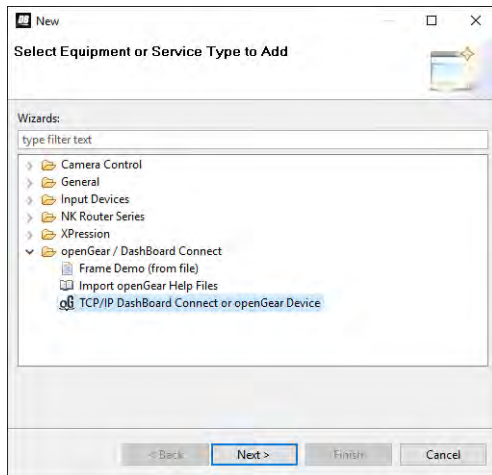 New
Select Equipment or Service Type to Add
Wizards:
type filter text
Camera Control
General
Input Devices
NK Router Series
XPression
openGear / DashBoard Connect
Frame Demo (from file)
Import openGear Help Files
oG TCP/IP DashBoard Connect or openGear Device
< Back Next > Finish Cancel